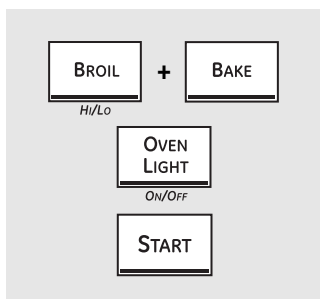 BROIL + BAKE
HI/LO
OVEN
LIGHT
ON/OFF
START